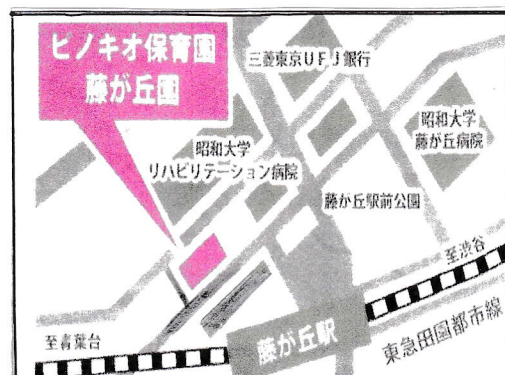 ピノキオ保育園
藤が丘園
三菱東京UFJ銀行
昭和大学
藤が丘病院
昭和大学
リハビリテーション病院
藤が丘駅前公園
至渋谷
藤が丘駅
至青葉台
東急田園都市線